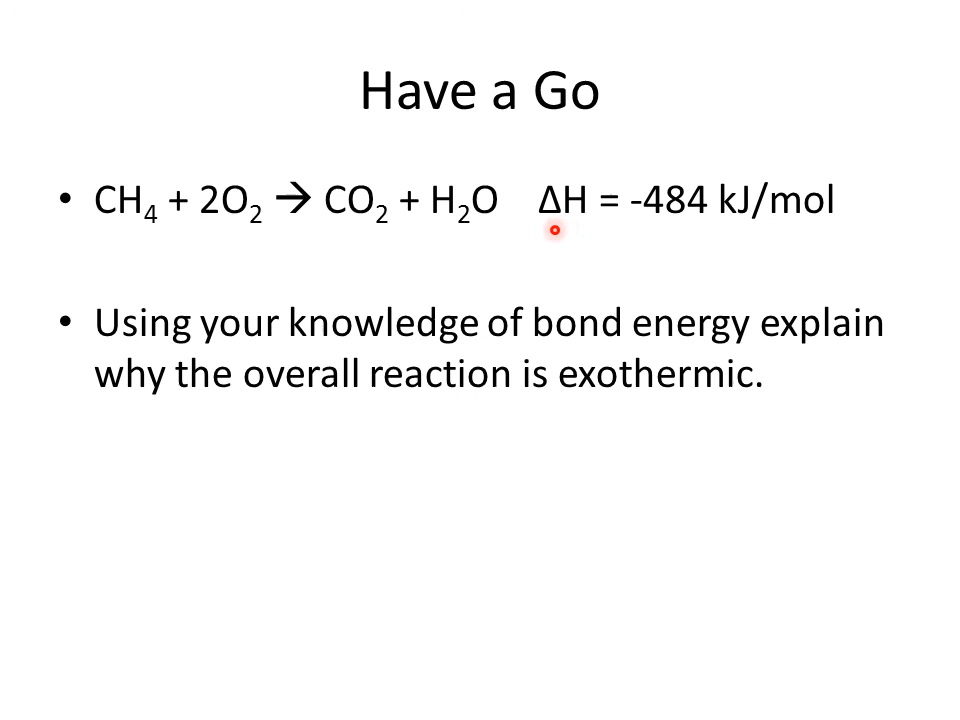 Have a Go
• CH₄ + 2O₂ → CO₂ + H₂O ΔH = -484 kJ/mol
• Using your knowledge of bond energy explain
why the overall reaction is exothermic.